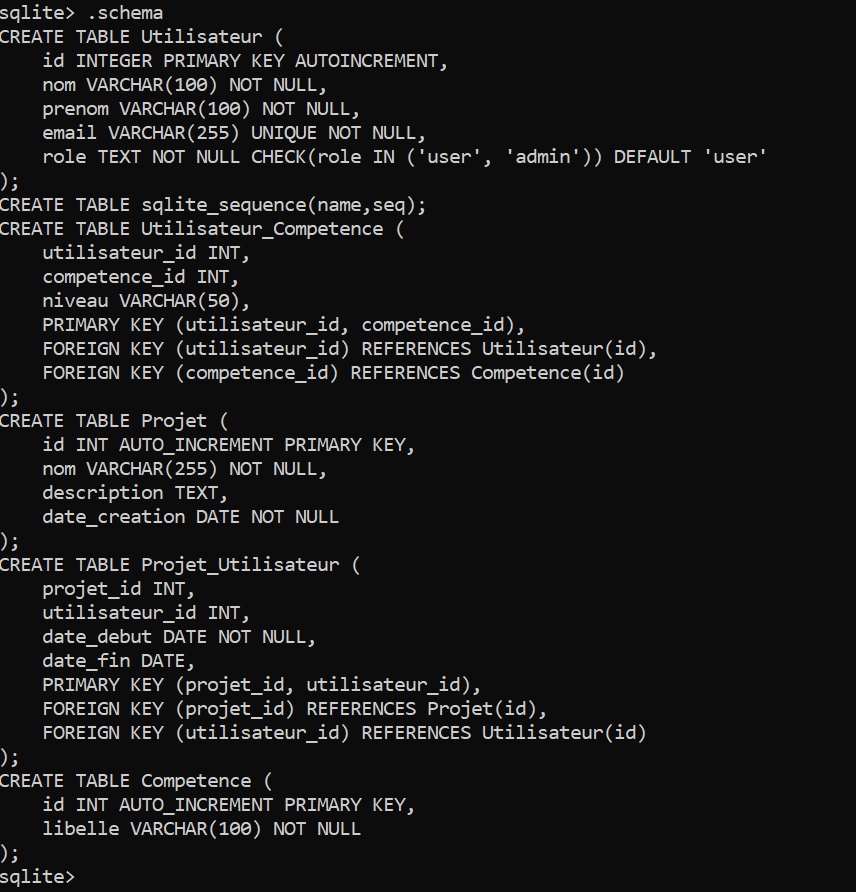 sqlite> .schema
CREATE TABLE Utilisateur (
    id INTEGER PRIMARY KEY AUTOINCREMENT,
    nom VARCHAR(100) NOT NULL,
    prenom VARCHAR(100) NOT NULL,
    email VARCHAR(255) UNIQUE NOT NULL,
    role TEXT NOT NULL CHECK(role IN ('user', 'admin')) DEFAULT 'user'
);
CREATE TABLE sqlite_sequence(name,seq);
CREATE TABLE Utilisateur_Competence (
    utilisateur_id INT,
    competence_id INT,
    niveau VARCHAR(50),
    PRIMARY KEY (utilisateur_id, competence_id),
    FOREIGN KEY (utilisateur_id) REFERENCES Utilisateur(id),
    FOREIGN KEY (competence_id) REFERENCES Competence(id)
);
CREATE TABLE Projet (
    id INT AUTO_INCREMENT PRIMARY KEY,
    nom VARCHAR(255) NOT NULL,
    description TEXT,
    date_creation DATE NOT NULL
);
CREATE TABLE Projet_Utilisateur (
    projet_id INT,
    utilisateur_id INT,
    date_debut DATE NOT NULL,
    date_fin DATE,
    PRIMARY KEY (projet_id, utilisateur_id),
    FOREIGN KEY (projet_id) REFERENCES Projet(id),
    FOREIGN KEY (utilisateur_id) REFERENCES Utilisateur(id)
);
CREATE TABLE Competence (
    id INT AUTO_INCREMENT PRIMARY KEY,
    libelle VARCHAR(100) NOT NULL
);
sqlite>